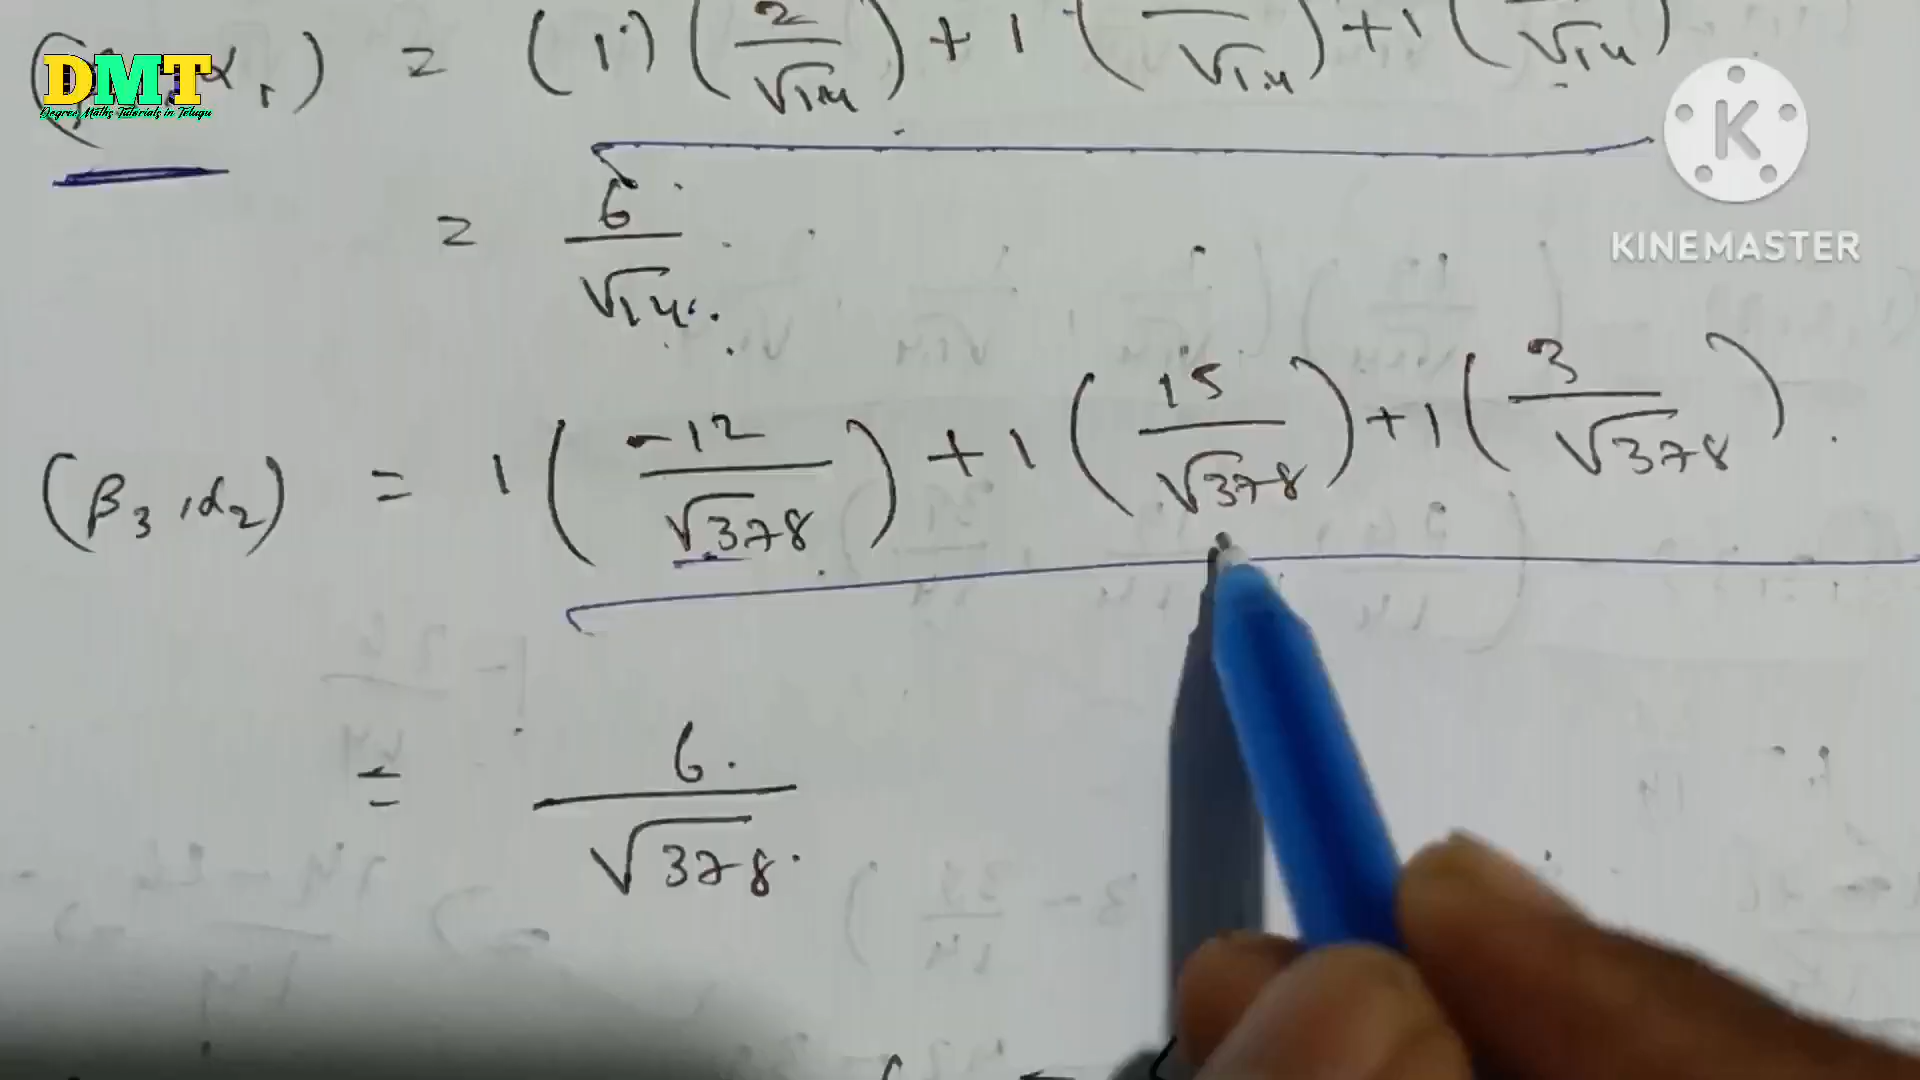 DMT
Degree Maths Tutorials in Telugu
α₁) = (1)(2/√14) + 1( /√14) + 1( /√14)
= 6/√14.
KINEMASTER
(β₃, α₂) = 1(-12/√378) + 1(15/√378) + 1(3/√378).
= 6/√378.